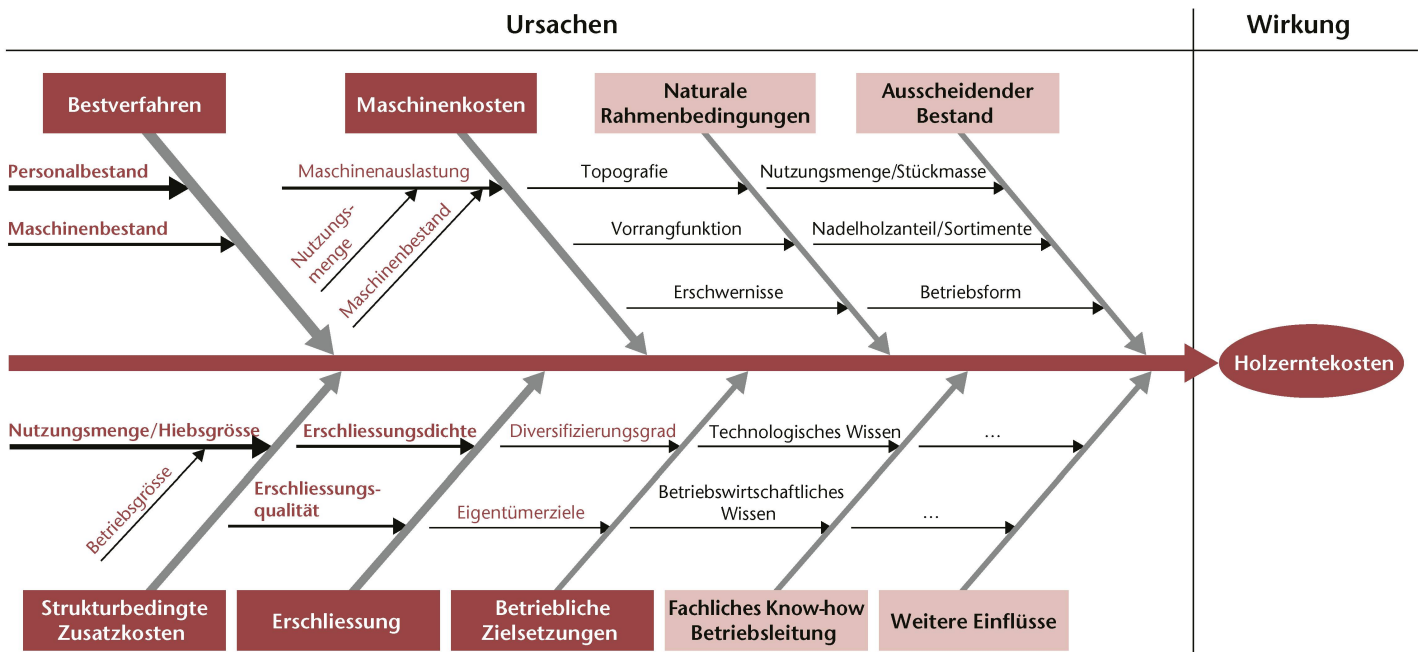 Ursachen
Wirkung
Bestverfahren
Maschinenkosten
Naturale
Rahmenbedingungen
Ausscheidender
Bestand
Personalbestand
Maschinenauslastung
Topografie
Nutzungsmenge/Stückmasse
Maschinenbestand
Nutzungs-
menge
Maschinenbestand
Vorrangfunktion
Nadelholzanteil/Sortimente
Erschwernisse
Betriebsform
Holzerntekosten
Nutzungsmenge/Hiebsgrösse
Erschliessungsdichte
Diversifizierungsgrad
Technologisches Wissen
...
Betriebsgrösse
Erschliessungs-
qualität
Eigentümerziele
Betriebswirtschaftliches
Wissen
...
Strukturbedingte
Zusatzkosten
Erschliessung
Betriebliche
Zielsetzungen
Fachliches Know-how
Betriebsleitung
Weitere Einflüsse